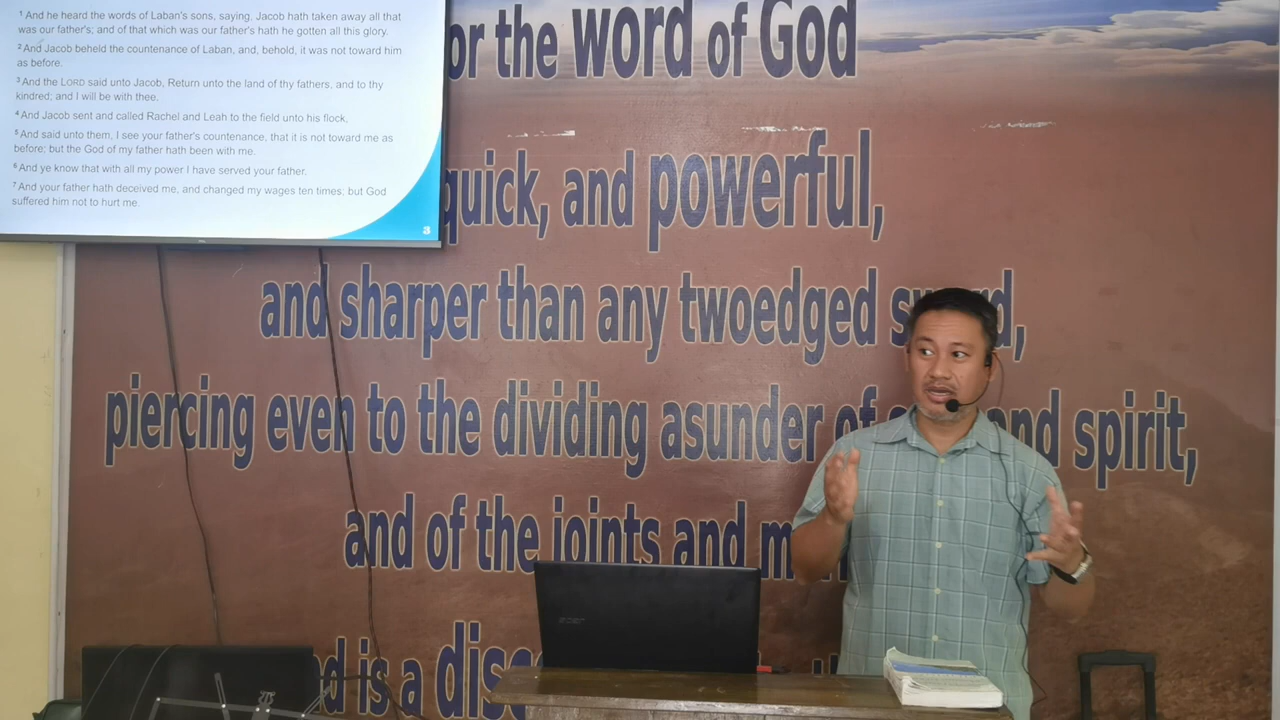 1 And he heard the words of Laban's sons, saying, Jacob hath taken away all that
was our father's; and of that which was our father's hath he gotten all this glory.
2 And Jacob beheld the countenance of Laban, and, behold, it was not toward him
as before.
3 And the LORD said unto Jacob, Return unto the land of thy fathers, and to thy
kindred; and I will be with thee.
4 And Jacob sent and called Rachel and Leah to the field unto his flock,
5 And said unto them, I see your father's countenance, that it is not toward me as
before; but the God of my father hath been with me.
6 And ye know that with all my power I have served your father.
7 And your father hath deceived me, and changed my wages ten times; but God
suffered him not to hurt me.
3
or the word of God
quick, and powerful,
and sharper than any twoedged sword,
piercing even to the dividing asunder of and spirit,
and of the joints and
is a
acer